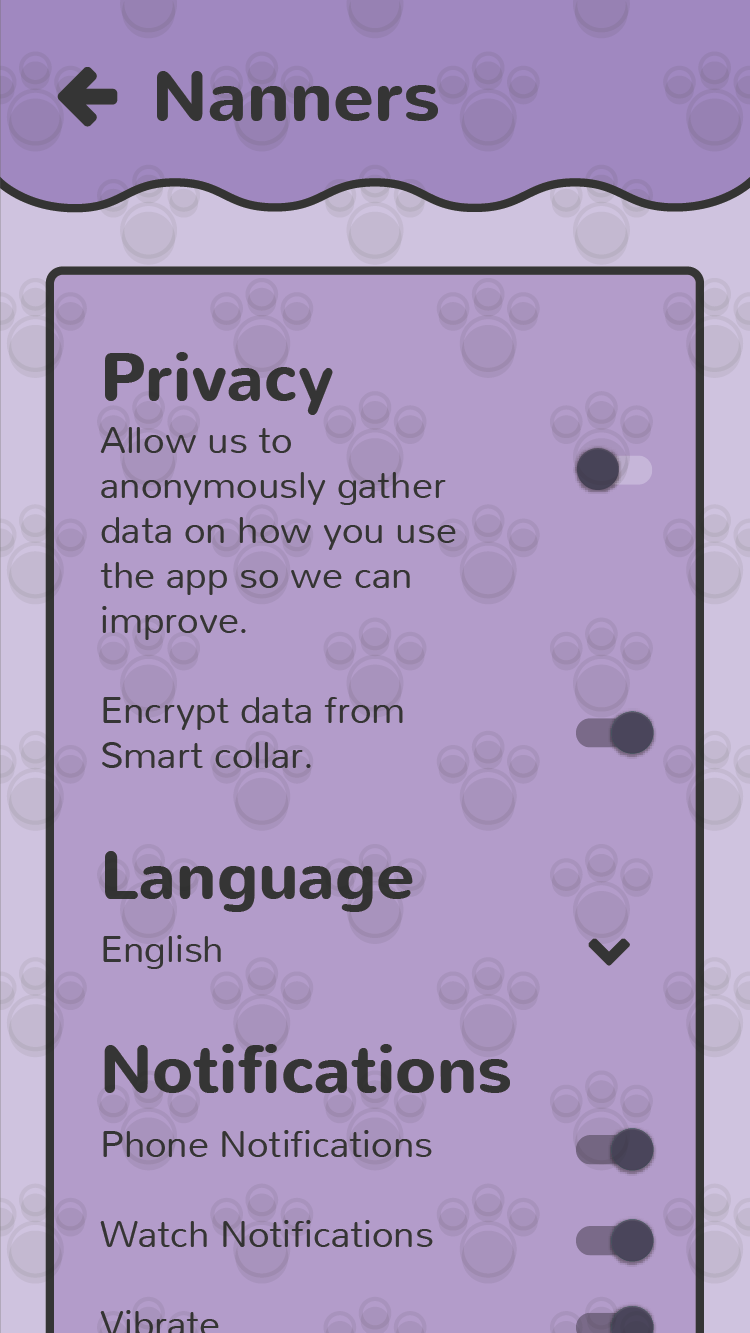 Nanners
Privacy
Allow us to
anonymously gather
data on how you use
the app so we can
improve.
Encrypt data from
Smart collar.
Language
English
Notifications
Phone Notifications
Watch Notifications
Vibrate